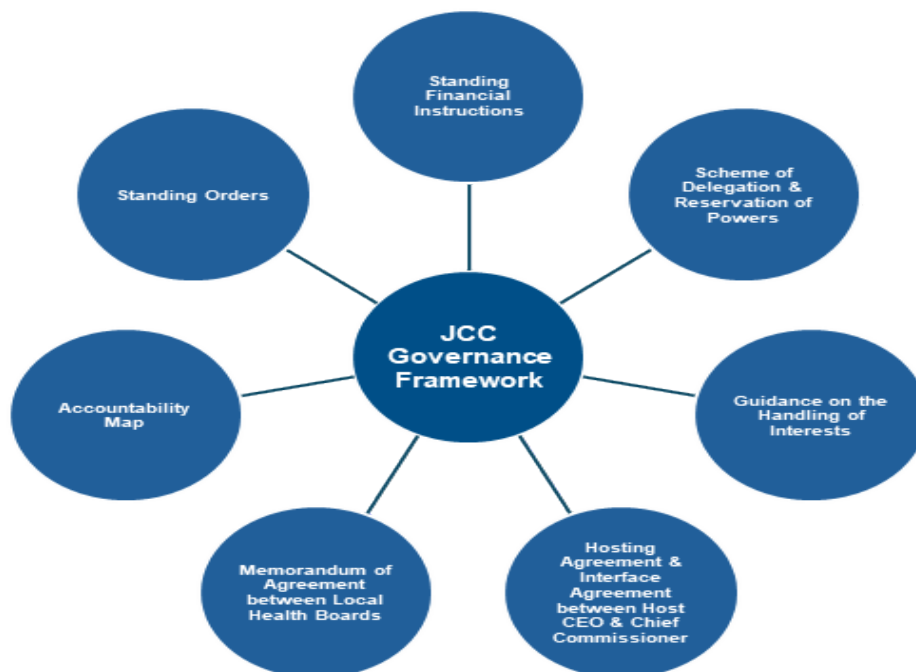 Standing
Financial
Instructions
Scheme of
Delegation &
Reservation of
Powers
Guidance on the
Handling of
Interests
Hosting
Agreement &
Interface
Agreement
between Host
CEO & Chief
Commissioner
Memorandum of
Agreement
between Local
Health Boards
Accountability
Map
Standing Orders
JCC
Governance
Framework